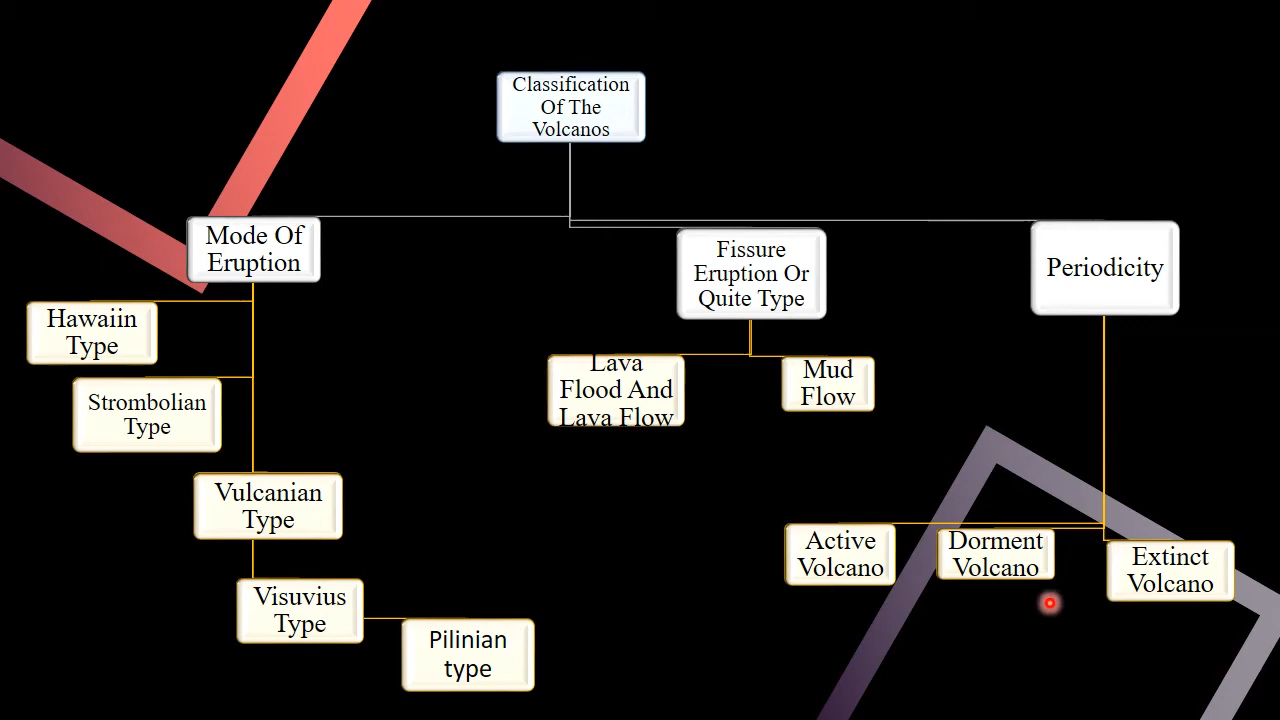 Classification
Of The
Volcanos
Mode Of
Eruption
Fissure
Eruption Or
Quite Type
Periodicity
Hawaiin
Type
Strombolian
Type
Vulcanian
Type
Visuvius
Type
Pilinian
type
Lava
Flood And
Lava Flow
Mud
Flow
Active
Volcano
Dorment
Volcano
Extinct
Volcano